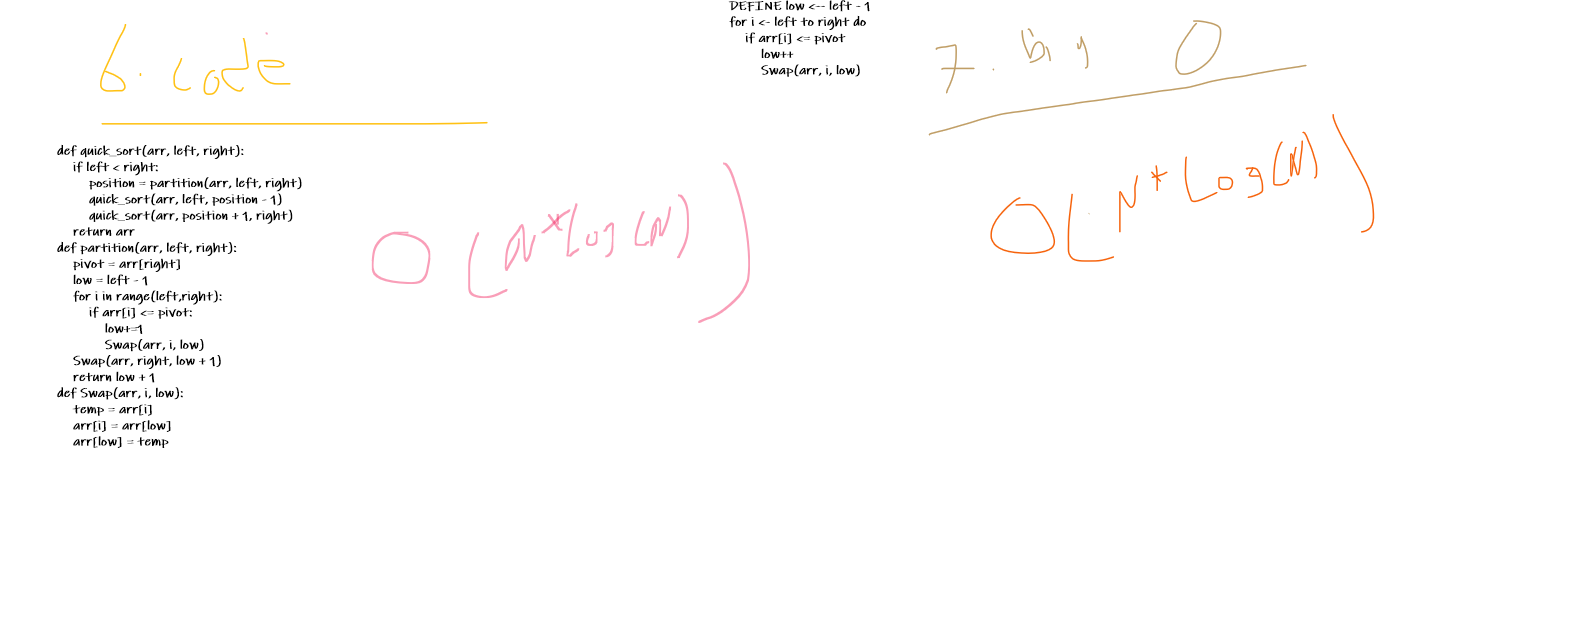 6. code
def quick_sort(arr, left, right):
if left < right:
position = partition(arr, left, right)
quick_sort(arr, left, position - 1)
quick_sort(arr, position + 1, right)
return arr
def partition(arr, left, right):
pivot = arr[right]
low = left - 1
for i in range(left,right):
if arr[i] <= pivot:
low+=1
Swap(arr, i, low)
Swap(arr, right, low + 1)
return low + 1
def Swap(arr, i, low):
temp = arr[i]
arr[i] = arr[low]
arr[low] = temp
O(N*Log(N))
DEFINE low <-- left - 1
for i <- left to right do
if arr[i] <= pivot
low++
Swap(arr, i, low)
7. big O
O(N*Log(N))